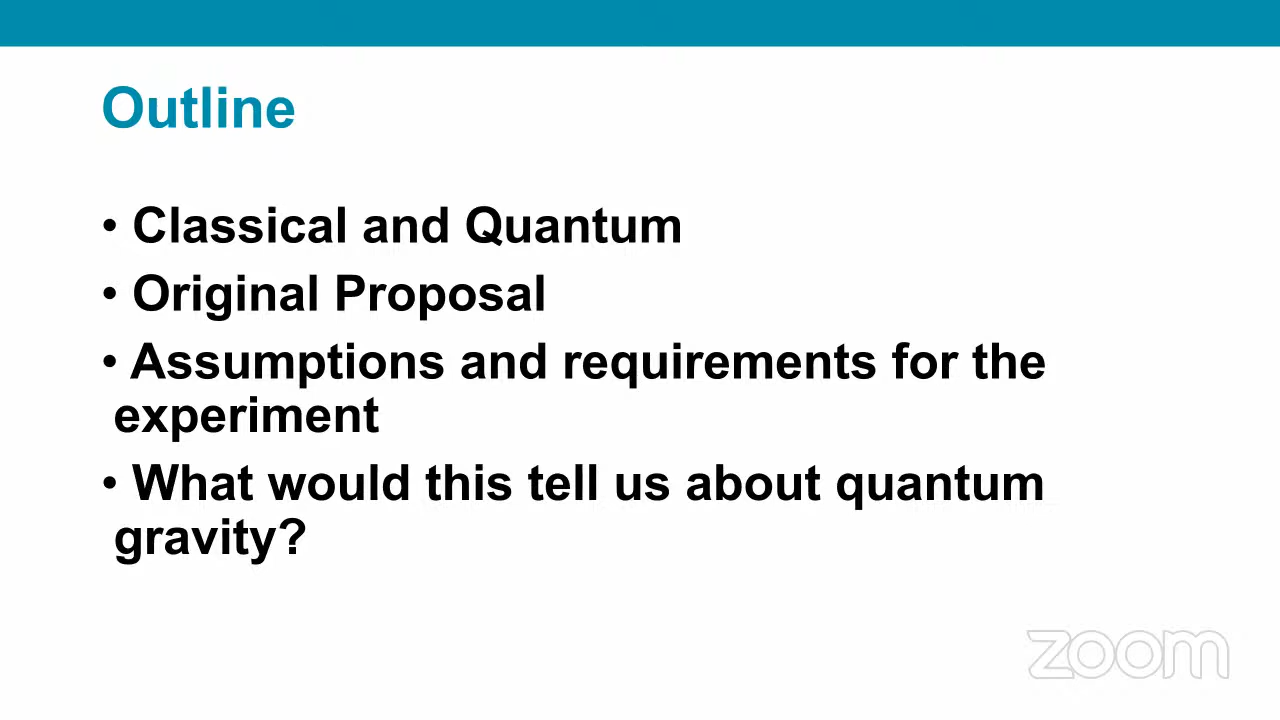 Outline
• Classical and Quantum
• Original Proposal
• Assumptions and requirements for the
experiment
• What would this tell us about quantum
gravity?
zoom